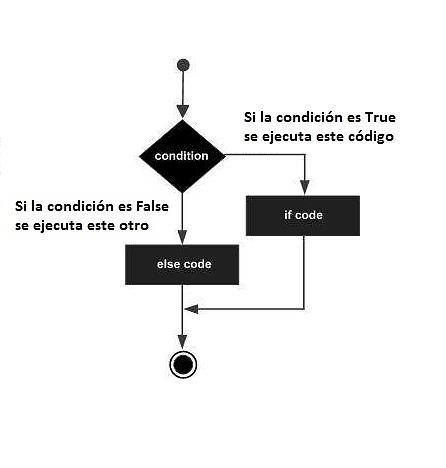 Si la condición es True
se ejecuta este código
condition
Si la condición es False
se ejecuta este otro
if code
else code